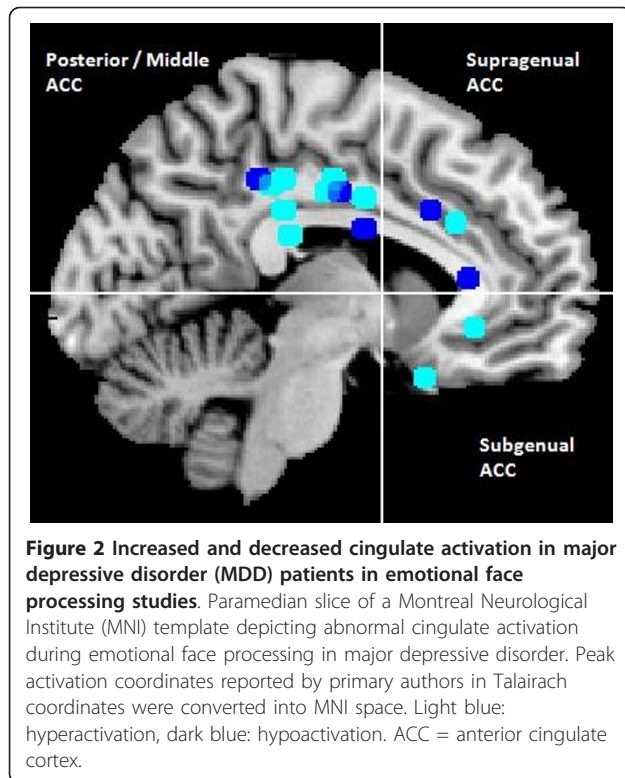 Posterior / Middle
ACC
Supragenual
ACC
Subgenual
ACC
Figure 2 Increased and decreased cingulate activation in major
depressive disorder (MDD) patients in emotional face
processing studies. Paramedian slice of a Montreal Neurological
Institute (MNI) template depicting abnormal cingulate activation
during emotional face processing in major depressive disorder. Peak
activation coordinates reported by primary authors in Talairach
coordinates were converted into MNI space. Light blue:
hyperactivation, dark blue: hypoactivation. ACC = anterior cingulate
cortex.